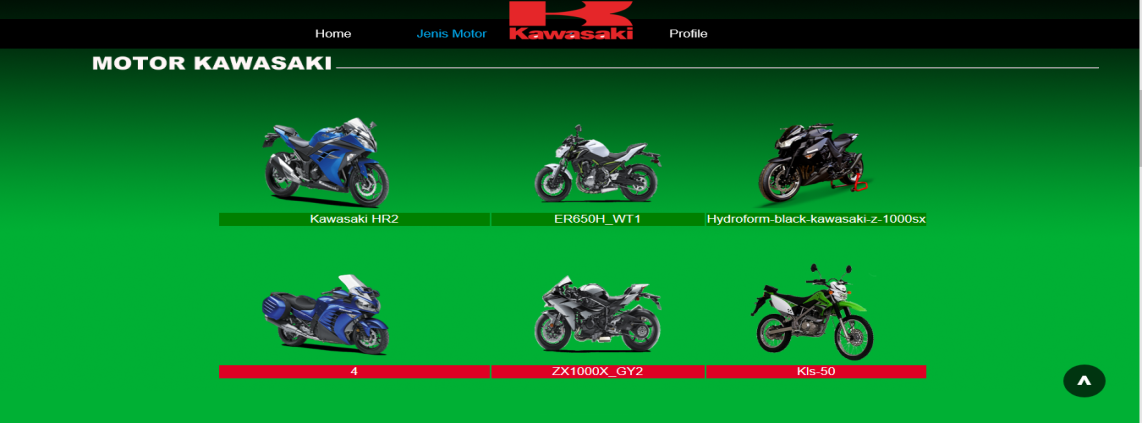 Home Jenis Motor Kawasaki Profile
MOTOR KAWASAKI
Kawasaki HR2 ER650H_WT1 Hydroform-black-kawasaki-z-1000sx
4 ZX1000X_GY2 Kls-50
^